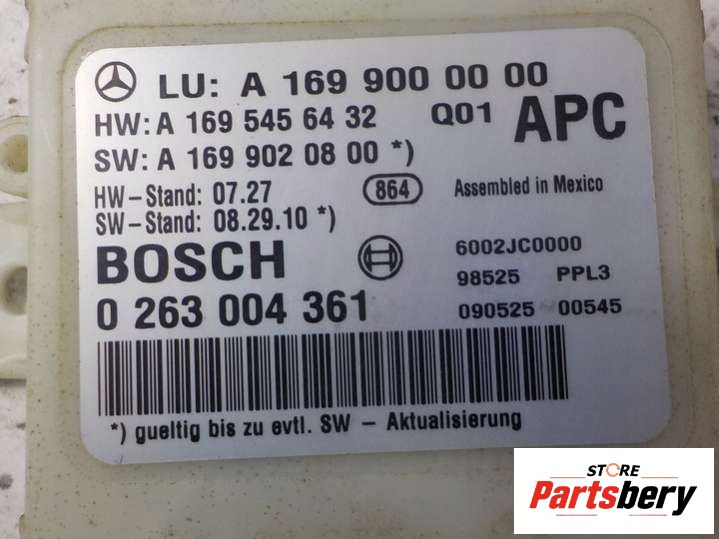 LU: A 169 900 00 00
HW: A 169 545 64 32 Q01 APC
SW: A 169 902 08 00 *)
HW-Stand: 07.27 864 Assembled in Mexico
SW-Stand: 08.29.10 *)
BOSCH 6002JC0000
98525 PPL3
0 263 004 361 090525 00545
*) gueltig bis zu evtl. SW - Aktualisierung
STORE
Partsbery